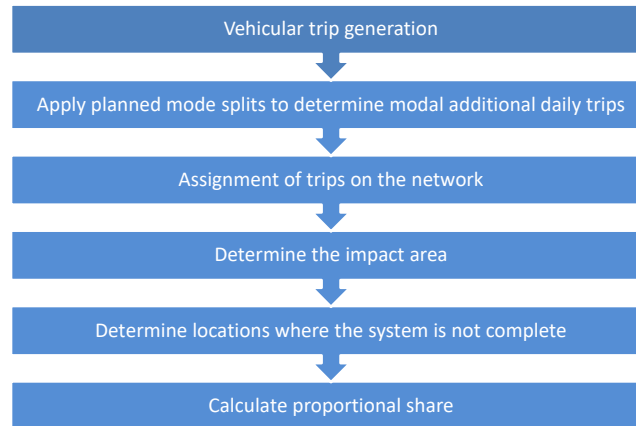 Vehicular trip generation
Apply planned mode splits to determine modal additional daily trips
Assignment of trips on the network
Determine the impact area
Determine locations where the system is not complete
Calculate proportional share